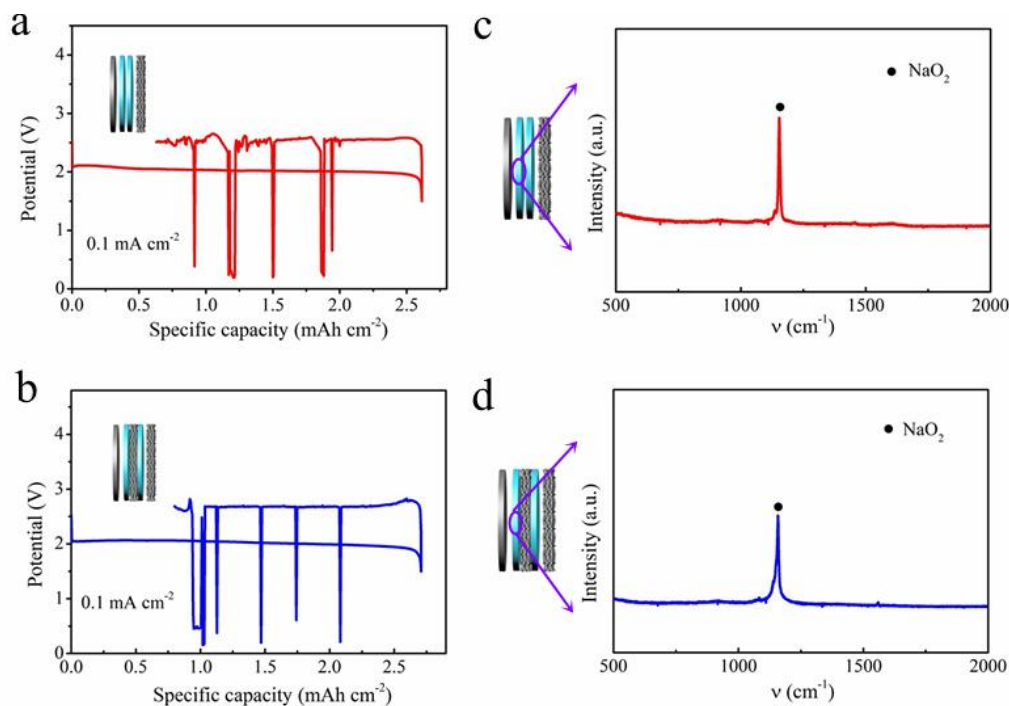 a
4
3
2
1
0
Potential (V)
0.1 mA cm⁻²
0.0 0.5 1.0 1.5 2.0 2.5
Specific capacity (mAh cm⁻²)
c
● NaO₂
Intensity (a.u.)
500 1000 1500 2000
ν (cm⁻¹)
b
4
3
2
1
0
Potential (V)
0.1 mA cm⁻²
0.0 0.5 1.0 1.5 2.0 2.5
Specific capacity (mAh cm⁻²)
d
● NaO₂
Intensity (a.u.)
500 1000 1500 2000
ν (cm⁻¹)